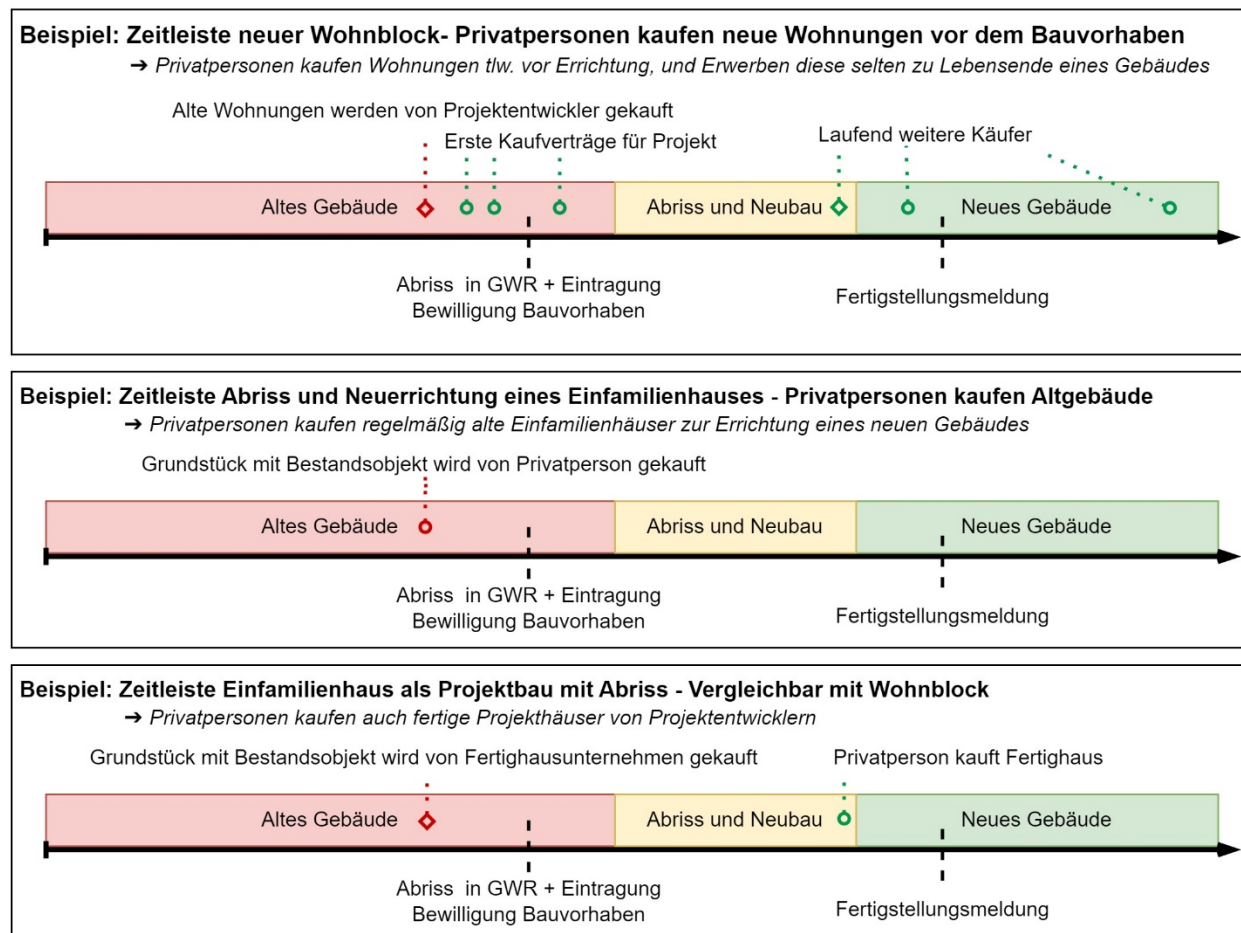 Beispiel: Zeitleiste neuer Wohnblock- Privatpersonen kaufen neue Wohnungen vor dem Bauvorhaben
➔ Privatpersonen kaufen Wohnungen tlw. vor Errichtung, und Erwerben diese selten zu Lebensende eines Gebäudes
Alte Wohnungen werden von Projektentwickler gekauft
Erste Kaufverträge für Projekt
Laufend weitere Käufer
Altes Gebäude
Abriss und Neubau
Neues Gebäude
Abriss in GWR + Eintragung
Bewilligung Bauvorhaben
Fertigstellungsmeldung
Beispiel: Zeitleiste Abriss und Neuerrichtung eines Einfamilienhauses - Privatpersonen kaufen Altgebäude
➔ Privatpersonen kaufen regelmäßig alte Einfamilienhäuser zur Errichtung eines neuen Gebäudes
Grundstück mit Bestandsobjekt wird von Privatperson gekauft
Altes Gebäude
Abriss und Neubau
Neues Gebäude
Abriss in GWR + Eintragung
Bewilligung Bauvorhaben
Fertigstellungsmeldung
Beispiel: Zeitleiste Einfamilienhaus als Projektbau mit Abriss - Vergleichbar mit Wohnblock
➔ Privatpersonen kaufen auch fertige Projekthäuser von Projektentwicklern
Grundstück mit Bestandsobjekt wird von Fertighausunternehmen gekauft
Privatperson kauft Fertighaus
Altes Gebäude
Abriss und Neubau
Neues Gebäude
Abriss in GWR + Eintragung
Bewilligung Bauvorhaben
Fertigstellungsmeldung